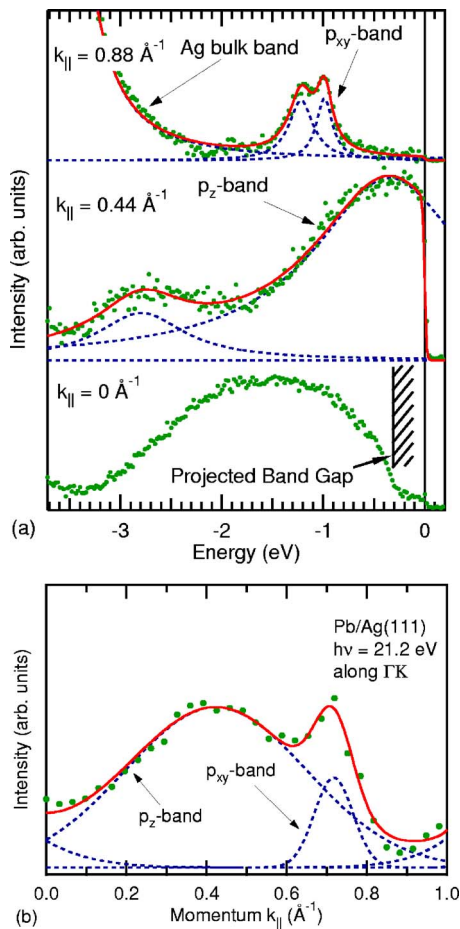 k|| = 0.88 Å⁻¹
Ag bulk band
pxy-band
k|| = 0.44 Å⁻¹
pz-band
k|| = 0 Å⁻¹
Projected Band Gap
Intensity (arb. units)
-3 -2 -1 0
(a)
Energy (eV)
Pb/Ag(111)
hν = 21.2 eV
along ΓK
pxy-band
pz-band
Intensity (arb. units)
0.0 0.2 0.4 0.6 0.8 1.0
(b)
Momentum k|| (Å⁻¹)